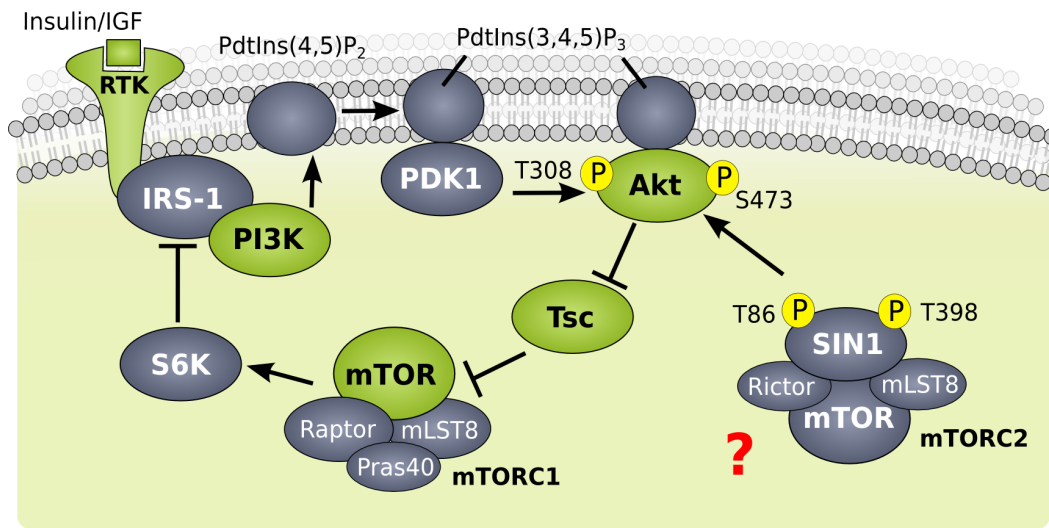 Insulin/IGF
RTK
PdtIns(4,5)P₂
PdtIns(3,4,5)P₃
IRS-1
PI3K
PDK1
T308
P
Akt
P
S473
Tsc
T86
P
P
T398
SIN1
Rictor
mLST8
mTOR
mTORC2
?
S6K
mTOR
Raptor
mLST8
Pras40
mTORC1